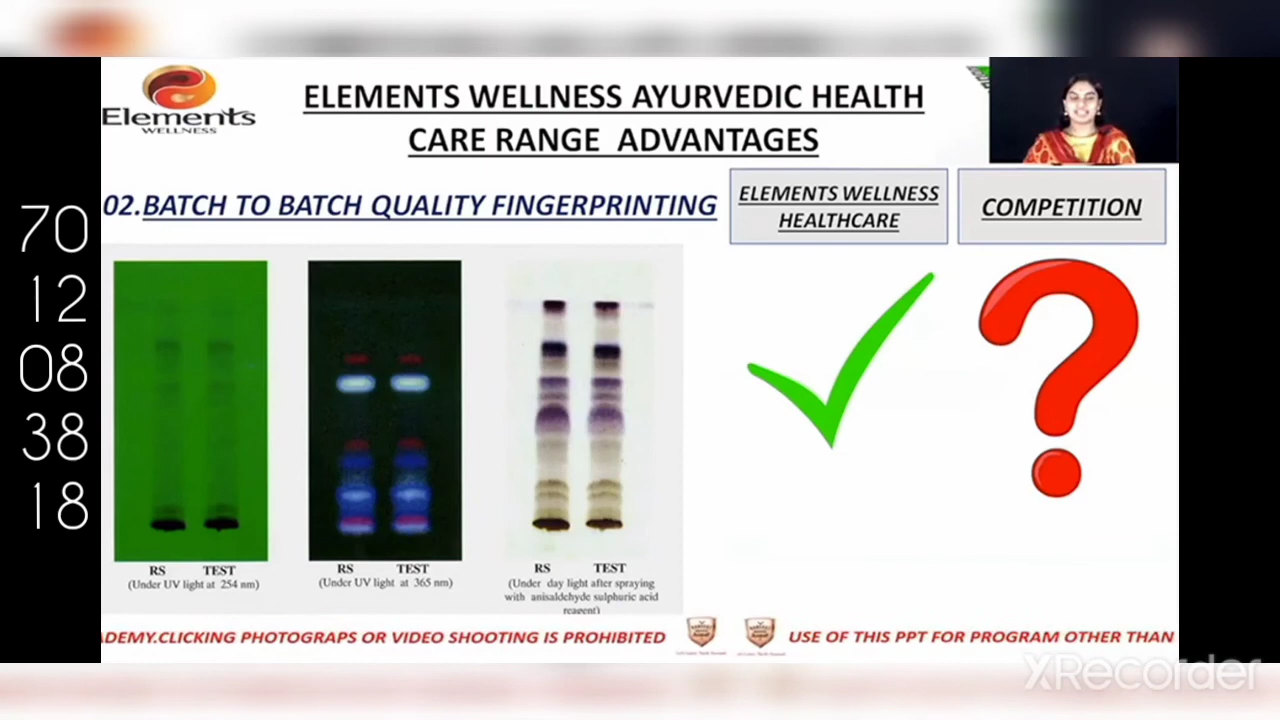 Elements
WELLNESS
ELEMENTS WELLNESS AYURVEDIC HEALTH
CARE RANGE ADVANTAGES
02.BATCH TO BATCH QUALITY FINGERPRINTING
ELEMENTS WELLNESS
HEALTHCARE
COMPETITION
70
12
08
38
18
RS TEST
(Under UV light at 254 nm)
RS TEST
(Under UV light at 365 nm)
RS TEST
(Under day light after spraying
with anisaldehyde sulphuric acid
reagent)
ADEMY.CLICKING PHOTOGRAPS OR VIDEO SHOOTING IS PROHIBITED
USE OF THIS PPT FOR PROGRAM OTHER THAN
XRecorder